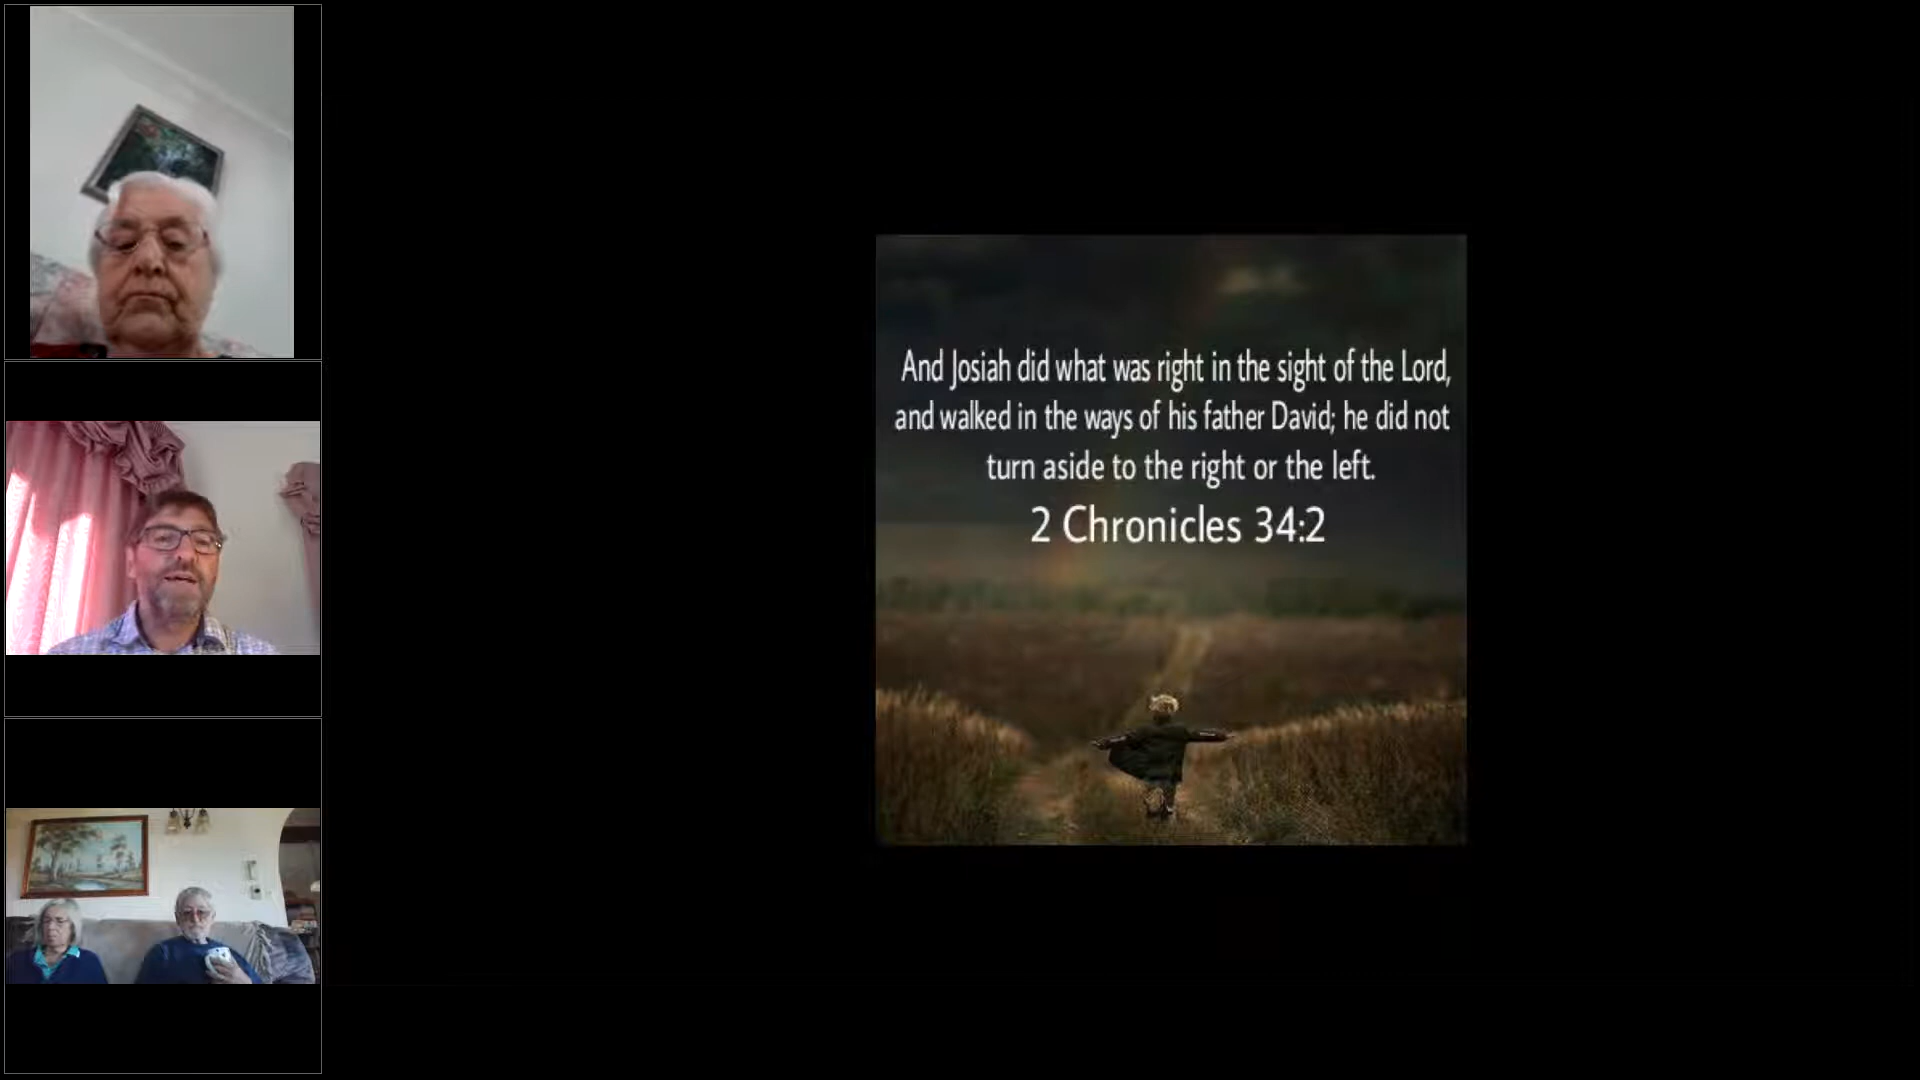 And Josiah did what was right in the sight of the Lord,
and walked in the ways of his father David; he did not
turn aside to the right or the left.
2 Chronicles 34:2